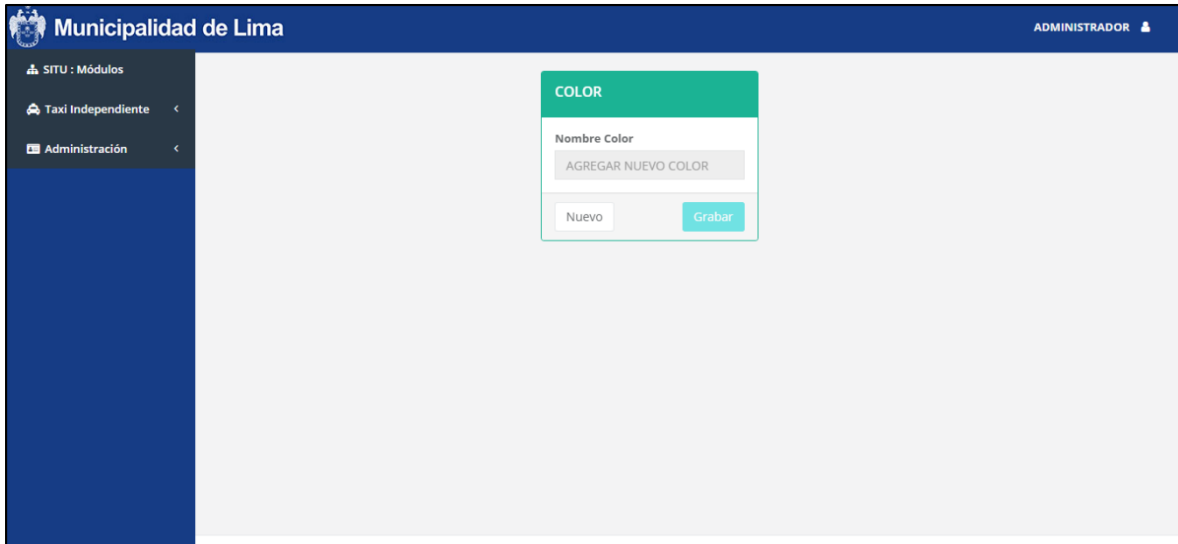 Municipalidad de Lima
ADMINISTRADOR
SITU : Módulos
Taxi Independiente
Administración
COLOR
Nombre Color
AGREGAR NUEVO COLOR
Nuevo
Grabar